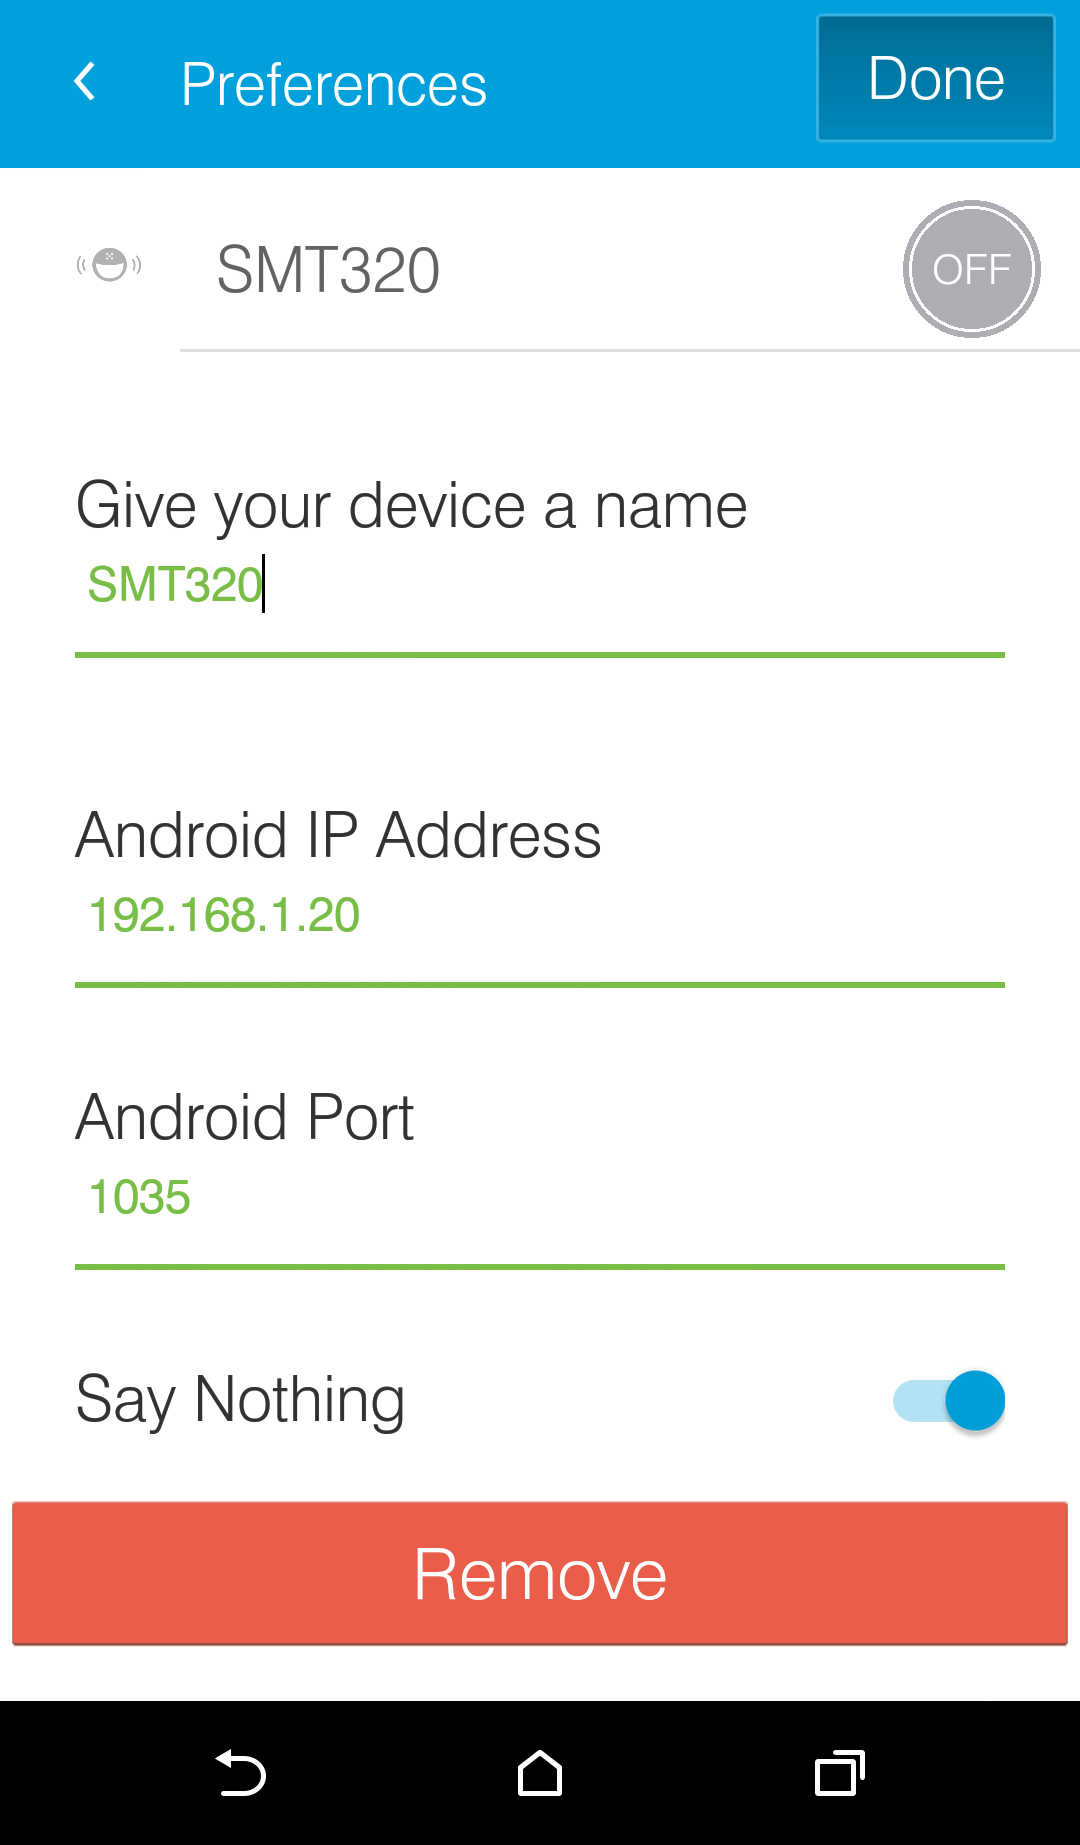 Preferences
Done
SMT320
OFF
Give your device a name
SMT320
Android IP Address
192.168.1.20
Android Port
1035
Say Nothing
Remove